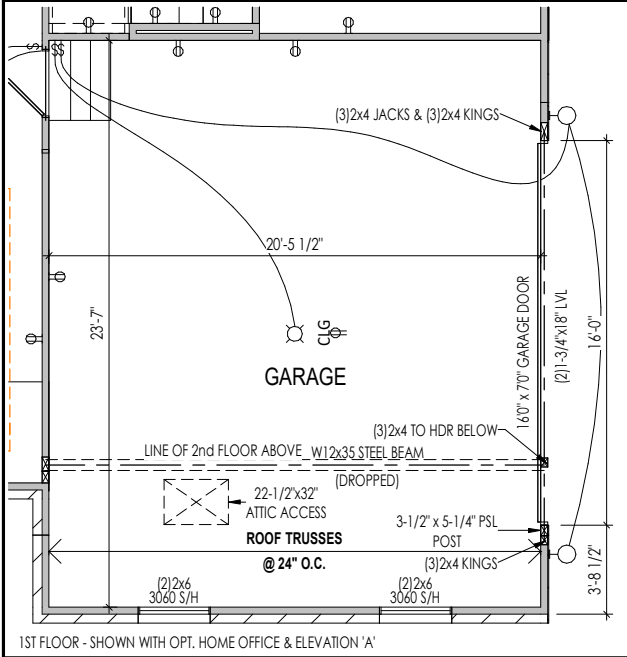 $$
S
(3)2x4 JACKS & (3)2x4 KINGS
20'-5 1/2"
23'-7"
16'0" x 7'0" GARAGE DOOR
(2)1-3/4"x18" LVL
16'-0"
CLG
GARAGE
(3)2x4 TO HDR BELOW
LINE OF 2nd FLOOR ABOVE
W12x35 STEEL BEAM
(DROPPED)
22-1/2"x32"
ATTIC ACCESS
3-1/2" x 5-1/4" PSL
POST
ROOF TRUSSES
@ 24" O.C.
(3)2x4 KINGS
3'-8 1/2"
(2)2x6
3060 S/H
(2)2x6
3060 S/H
1ST FLOOR - SHOWN WITH OPT. HOME OFFICE & ELEVATION 'A'